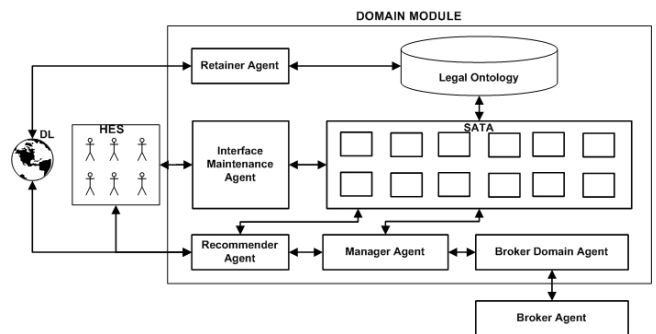 DOMAIN MODULE
Retainer Agent
Legal Ontology
DL
HES
SATA
Interface
Maintenance
Agent
Recommender
Agent
Manager Agent
Broker Domain Agent
Broker Agent